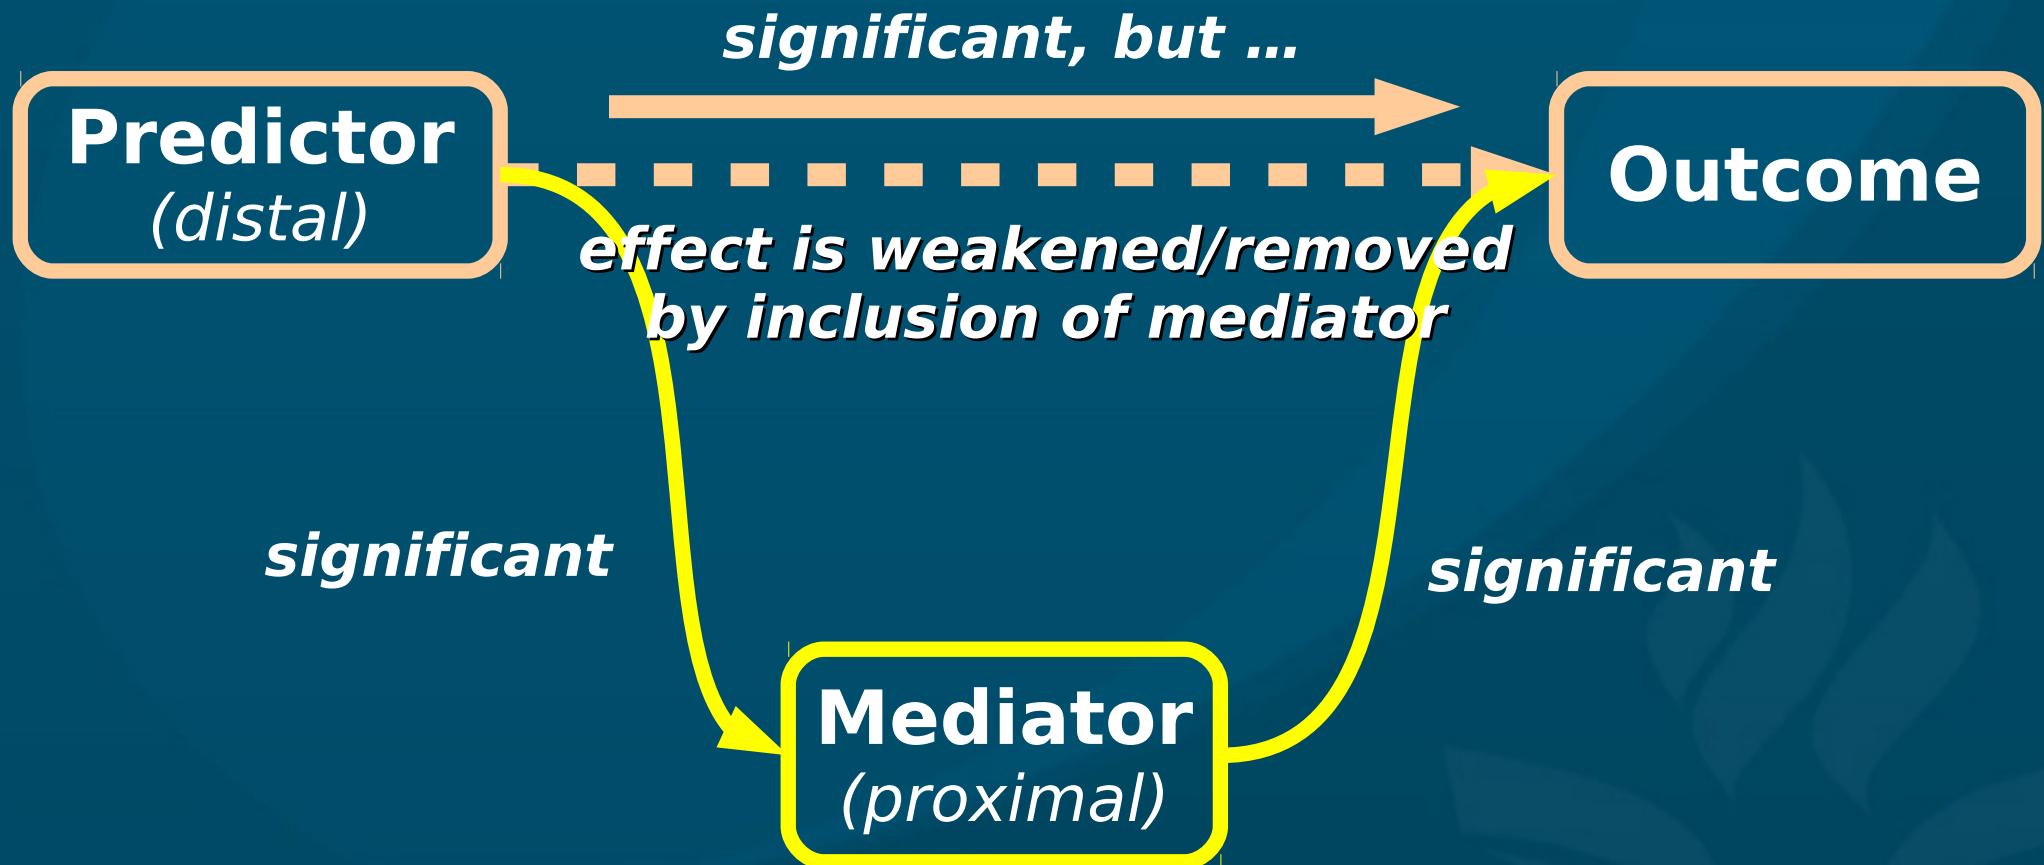 significant, but …
Predictor
(distal)
Outcome
effect is weakened/removed
by inclusion of mediator
significant
significant
Mediator
(proximal)